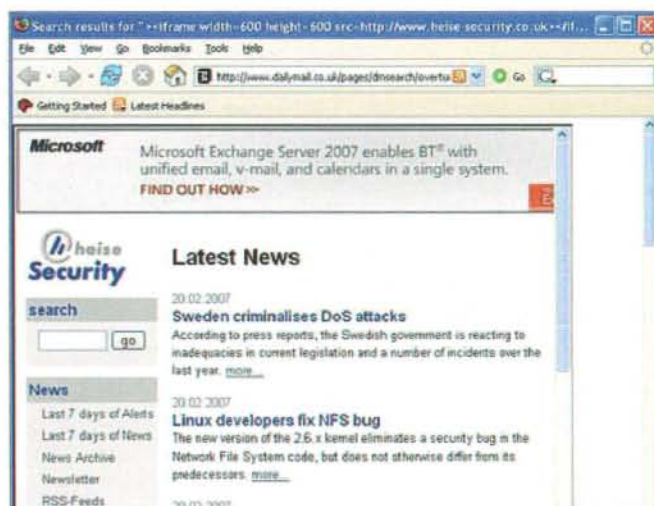 Search results for "><iframe width=600 height=600 src=http://www.heise-security.co.uk></if...
File Edit View Go Bookmarks Tools Help
http://www.dailymail.co.uk/pages/dmsearch/overtu Go
Getting Started Latest Headlines
Microsoft
Microsoft Exchange Server 2007 enables BT® with
unified email, v-mail, and calendars in a single system.
FIND OUT HOW >>
heise
Security
Latest News
search
go
20.02.2007
Sweden criminalises DoS attacks
According to press reports, the Swedish government is reacting to
inadequacies in current legislation and a number of incidents over the
last year. more...
News
Last 7 days of Alerts
Last 7 days of News
News Archive
Newsletter
RSS-Feeds
20.02.2007
Linux developers fix NFS bug
The new version of the 2.6.x kernel eliminates a security bug in the
Network File System code, but does not otherwise differ from its
predecessors. more...
20.02.2007